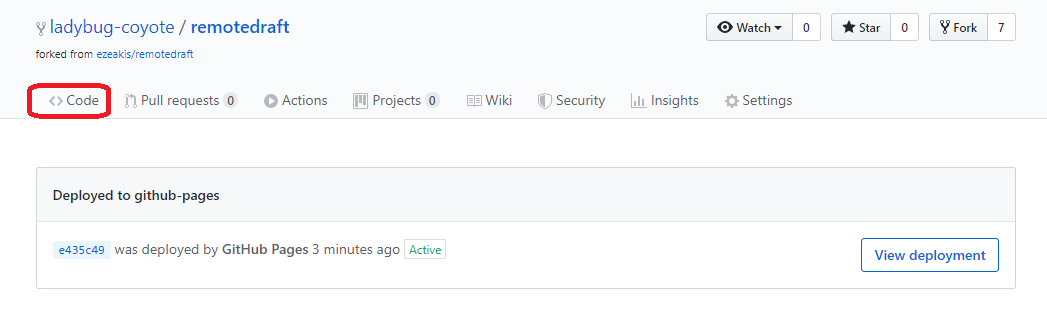 ladybug-coyote / remotedraft
Watch 0 Star 0 Fork 7
forked from ezeakis/remotedraft
Code Pull requests 0 Actions Projects 0 Wiki Security Insights Settings
Deployed to github-pages
e435c49 was deployed by GitHub Pages 3 minutes ago Active
View deployment